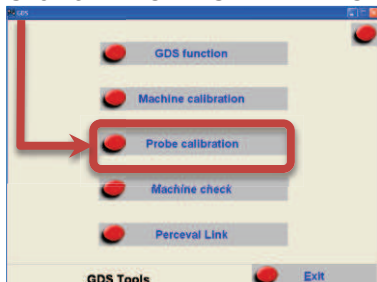 GDS
GDS function
Machine calibration
Probe calibration
Machine check
Perceval Link
GDS Tools
Exit